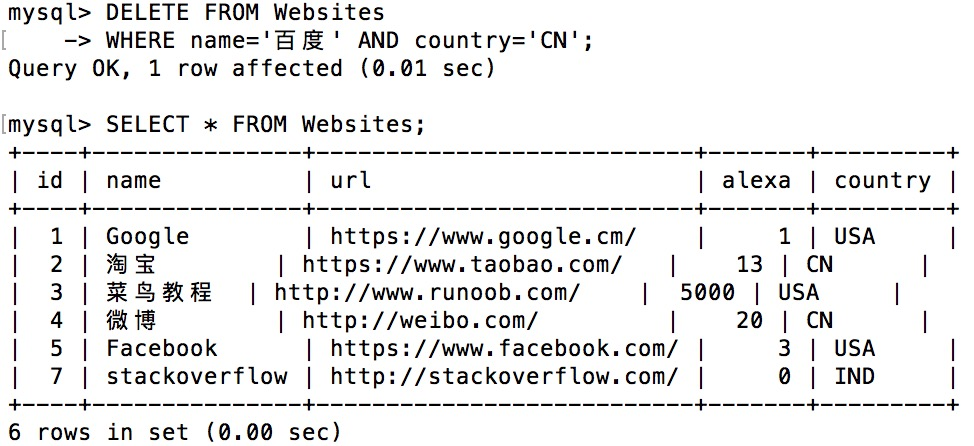 mysql> DELETE FROM Websites
    -> WHERE name='百度' AND country='CN';
Query OK, 1 row affected (0.01 sec)

mysql> SELECT * FROM Websites;
+----+---------------+---------------------------+-------+---------+
| id | name          | url                       | alexa | country |
+----+---------------+---------------------------+-------+---------+
|  1 | Google        | https://www.google.cm/    |     1 | USA     |
|  2 | 淘宝        | https://www.taobao.com/   |    13 | CN      |
|  3 | 菜鸟教程  | http://www.runoob.com/    |  5000 | USA     |
|  4 | 微博        | http://weibo.com/         |    20 | CN      |
|  5 | Facebook      | https://www.facebook.com/ |     3 | USA     |
|  7 | stackoverflow | http://stackoverflow.com/ |     0 | IND     |
+----+---------------+---------------------------+-------+---------+
6 rows in set (0.00 sec)